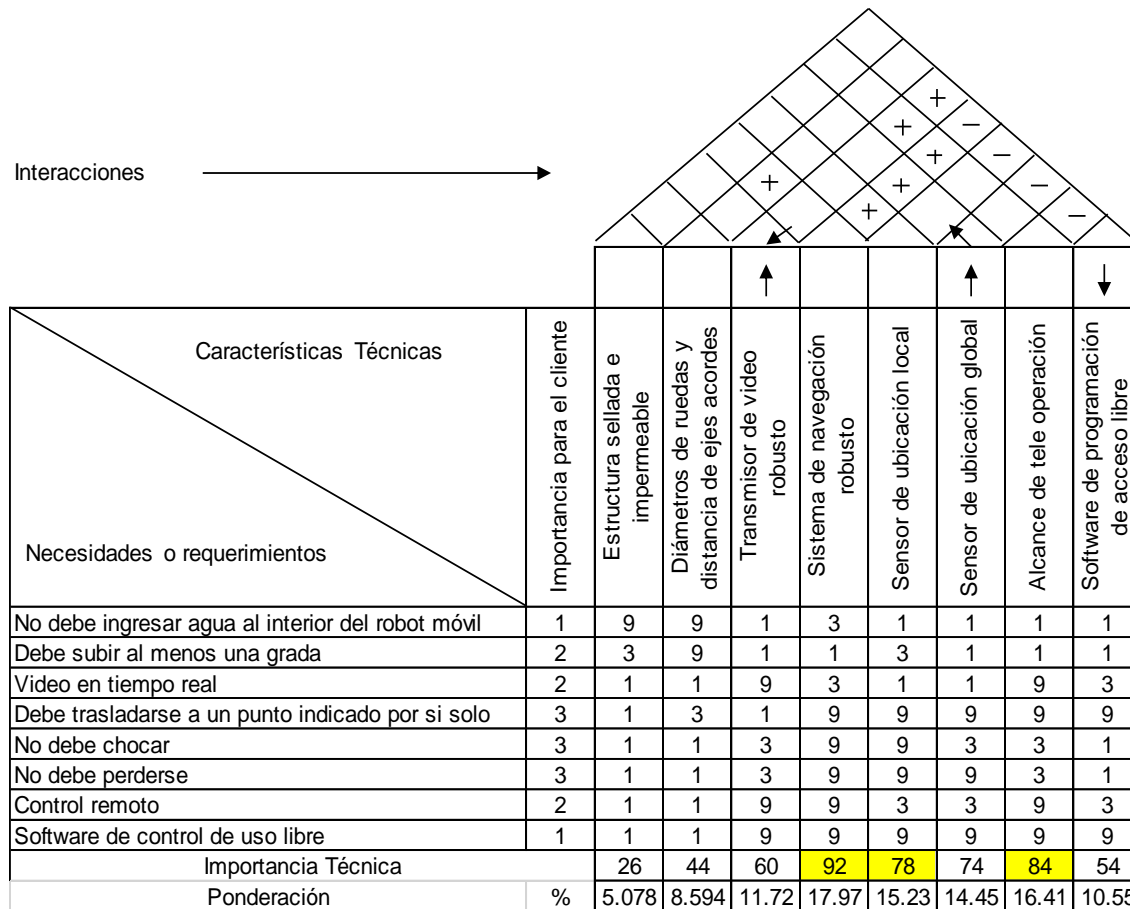 Interacciones
+
+ −
+ −
+ + −
+ −
Características Técnicas
Necesidades o requerimientos
Importancia para el cliente
Estructura sellada e
impermeable
Diámetros de ruedas y
distancia de ejes acordes
Transmisor de video
robusto
Sistema de navegación
robusto
Sensor de ubicación local
Sensor de ubicación global
Alcance de tele operación
Software de programación
de acceso libre
No debe ingresar agua al interior del robot móvil 1 9 9 1 3 1 1 1 1
Debe subir al menos una grada 2 3 9 1 1 3 1 1 1
Video en tiempo real 2 1 1 9 3 1 1 9 3
Debe trasladarse a un punto indicado por si solo 3 1 3 1 9 9 9 9 9
No debe chocar 3 1 1 3 9 9 3 3 1
No debe perderse 3 1 1 3 9 9 9 3 1
Control remoto 2 1 1 9 9 3 3 9 3
Software de control de uso libre 1 1 1 9 9 9 9 9 9
Importancia Técnica 26 44 60 92 78 74 84 54
Ponderación % 5.078 8.594 11.72 17.97 15.23 14.45 16.41 10.55